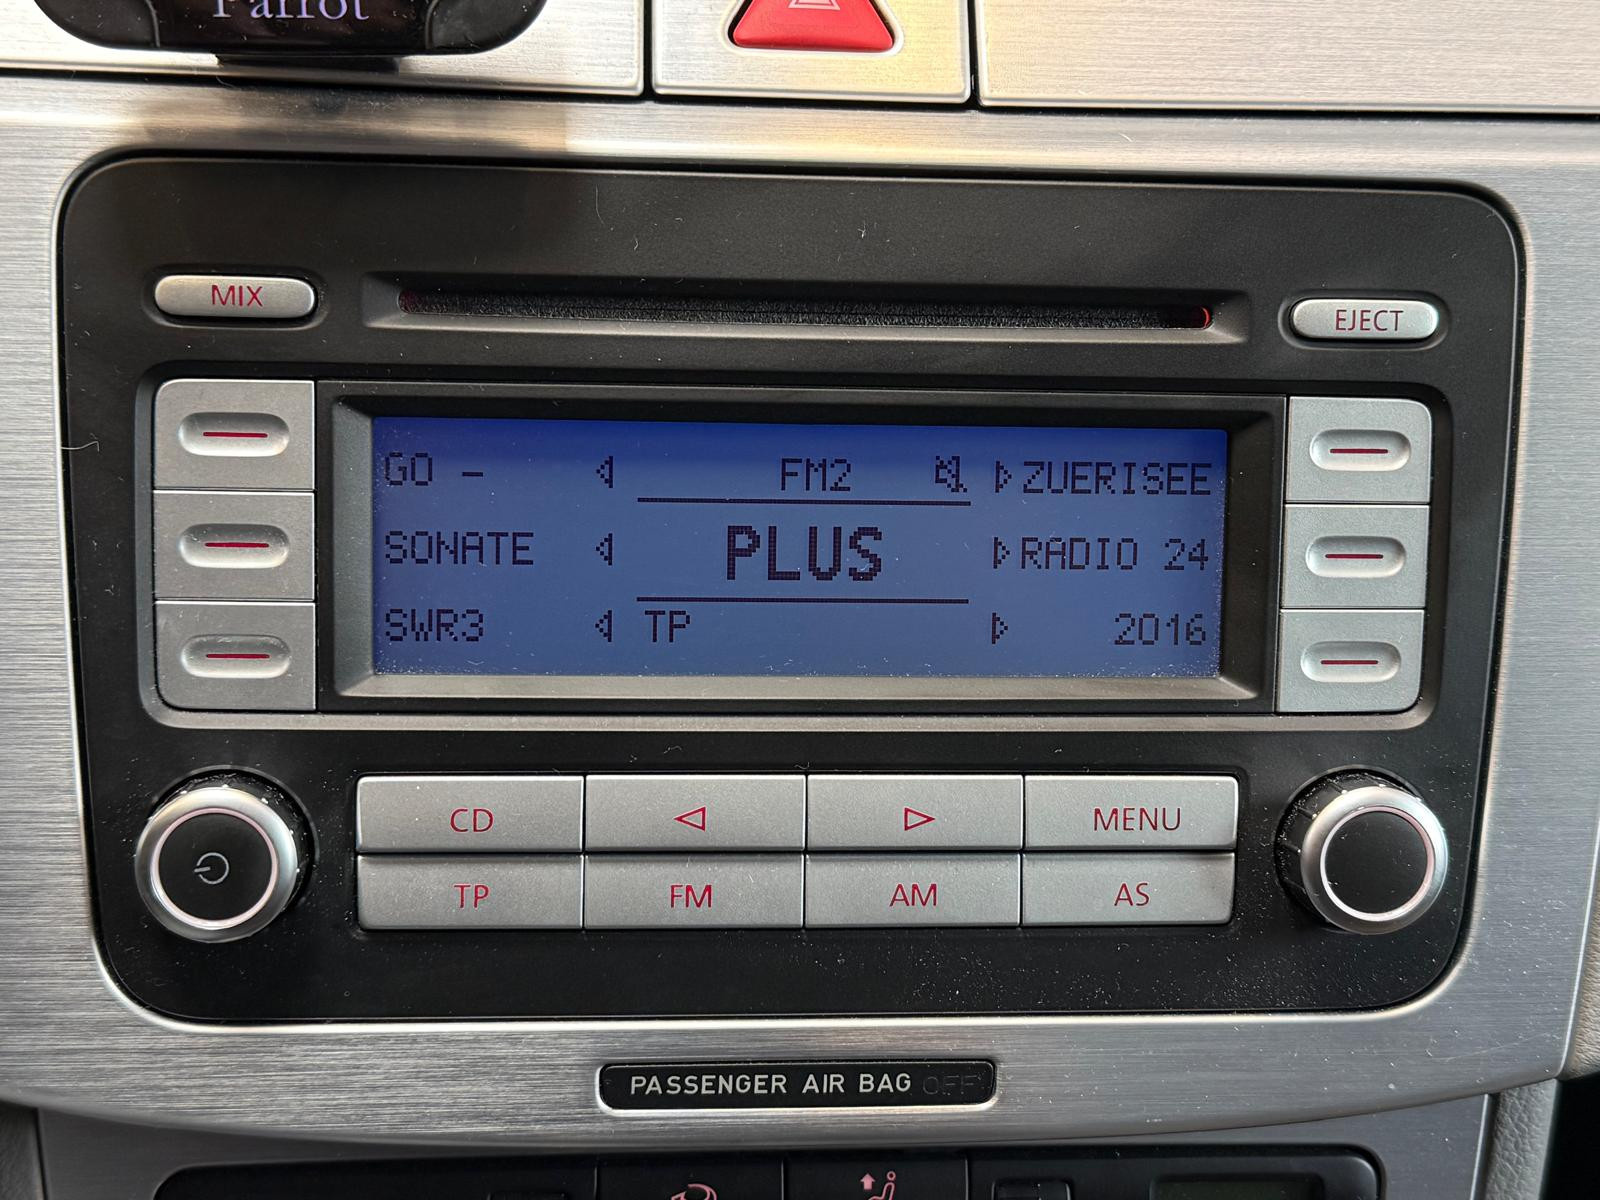 Parrot
MIX
EJECT
GO - FM2 ZUERISEE
SONATE PLUS RADIO 24
SWR3 TP 2016
CD MENU
TP FM AM AS
PASSENGER AIR BAG OFF